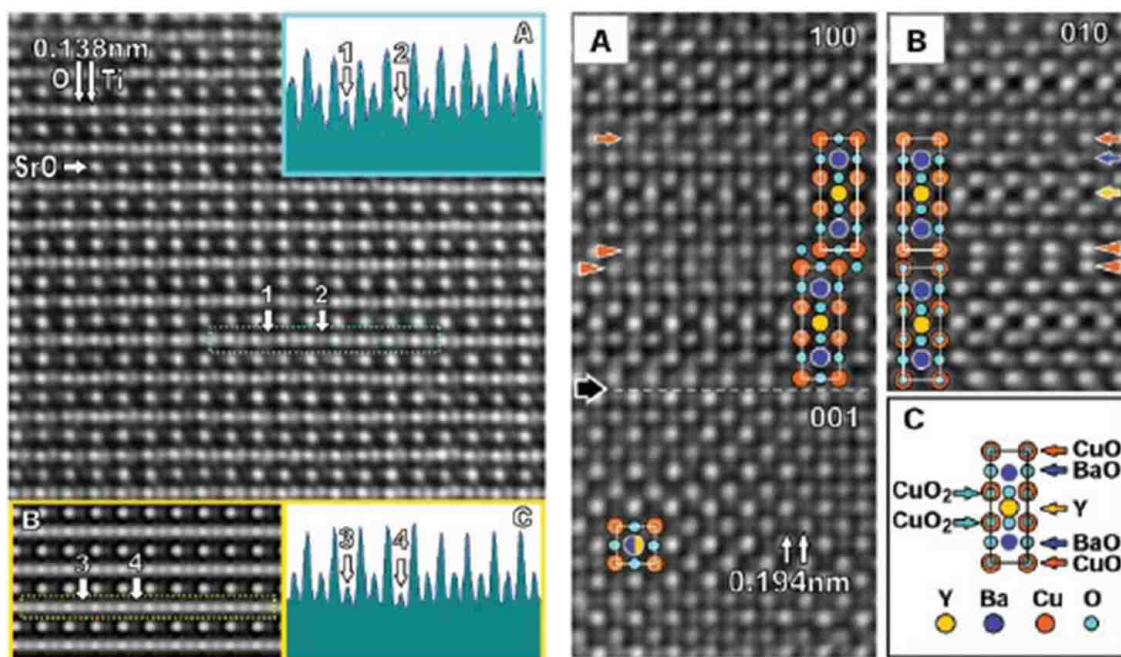 0.138nm
O Ti
SrO
A
1 2
1 2
B
3 4
C
3 4
A
100
001
0.194nm
B
010
C
CuO
BaO
CuO₂
Y
CuO₂
BaO
CuO
Y Ba Cu O